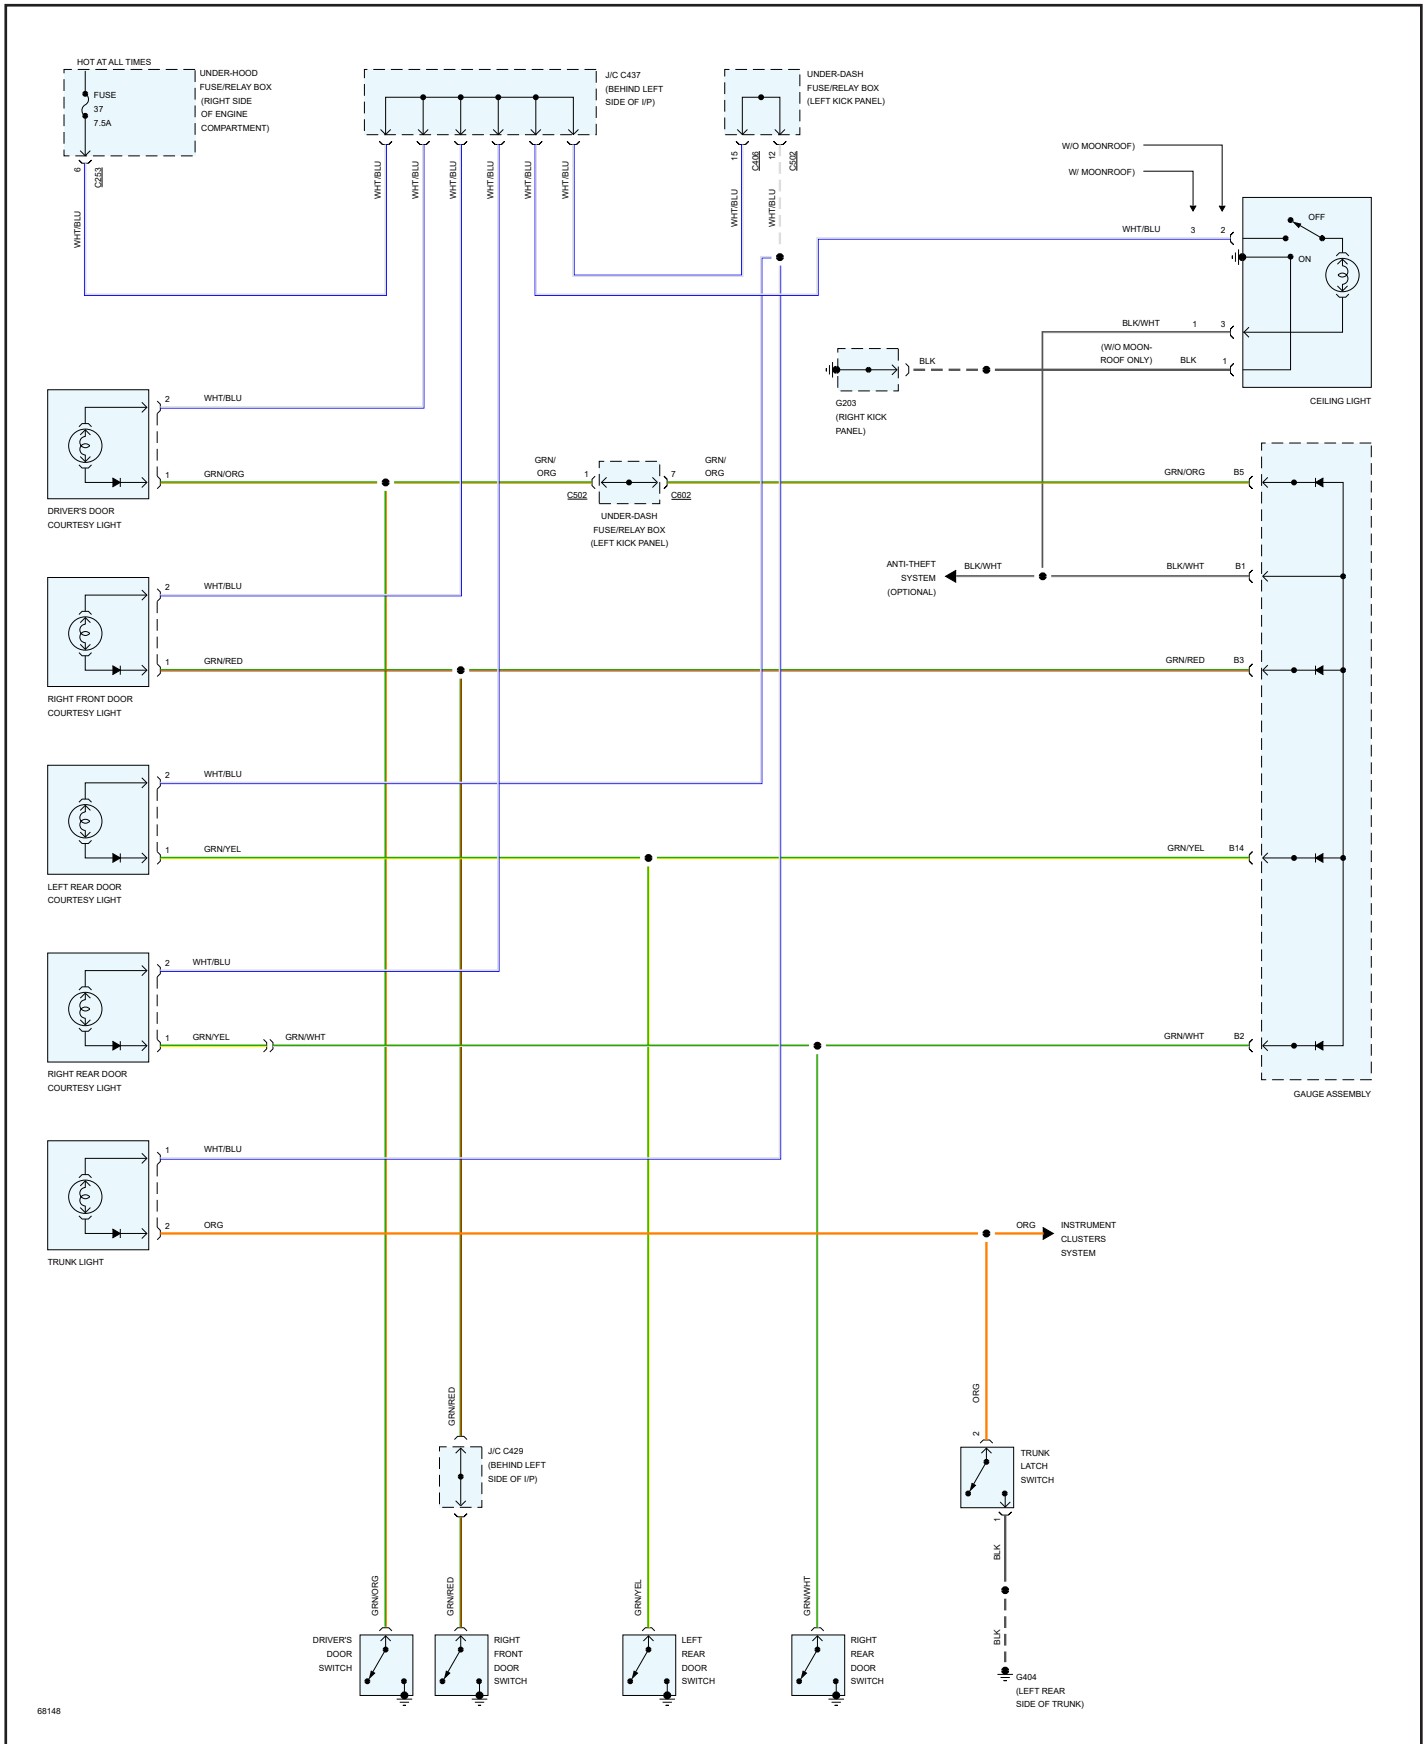 HOT AT ALL TIMES
FUSE
37
7.5A
UNDER-HOOD
FUSE/RELAY BOX
(RIGHT SIDE
OF ENGINE
COMPARTMENT)
6
C253
WHT/BLU
J/C C437
(BEHIND LEFT
SIDE OF I/P)
WHT/BLU
WHT/BLU
WHT/BLU
WHT/BLU
WHT/BLU
WHT/BLU
UNDER-DASH
FUSE/RELAY BOX
(LEFT KICK PANEL)
15
C406
12
C502
WHT/BLU
WHT/BLU
W/O MOONROOF)
W/ MOONROOF)
WHT/BLU
3
2
OFF
ON
BLK/WHT
1
3
(W/O MOON-
ROOF ONLY)
BLK
1
CEILING LIGHT
BLK
G203
(RIGHT KICK
PANEL)
2
WHT/BLU
1
GRN/ORG
DRIVER'S DOOR
COURTESY LIGHT
GRN/
ORG
1
C502
7
C602
GRN/
ORG
UNDER-DASH
FUSE/RELAY BOX
(LEFT KICK PANEL)
GRN/ORG
B5
ANTI-THEFT
SYSTEM
(OPTIONAL)
BLK/WHT
BLK/WHT
B1
2
WHT/BLU
1
GRN/RED
RIGHT FRONT DOOR
COURTESY LIGHT
GRN/RED
B3
2
WHT/BLU
1
GRN/YEL
LEFT REAR DOOR
COURTESY LIGHT
GRN/YEL
B14
2
WHT/BLU
1
GRN/YEL
GRN/WHT
RIGHT REAR DOOR
COURTESY LIGHT
GRN/WHT
B2
GAUGE ASSEMBLY
1
WHT/BLU
2
ORG
TRUNK LIGHT
ORG
INSTRUMENT
CLUSTERS
SYSTEM
GRN/RED
J/C C429
(BEHIND LEFT
SIDE OF I/P)
ORG
2
TRUNK
LATCH
SWITCH
1
BLK
BLK
G404
(LEFT REAR
SIDE OF TRUNK)
GRN/ORG
GRN/RED
GRN/YEL
GRN/WHT
DRIVER'S
DOOR
SWITCH
RIGHT
FRONT
DOOR
SWITCH
LEFT
REAR
DOOR
SWITCH
RIGHT
REAR
DOOR
SWITCH
68148